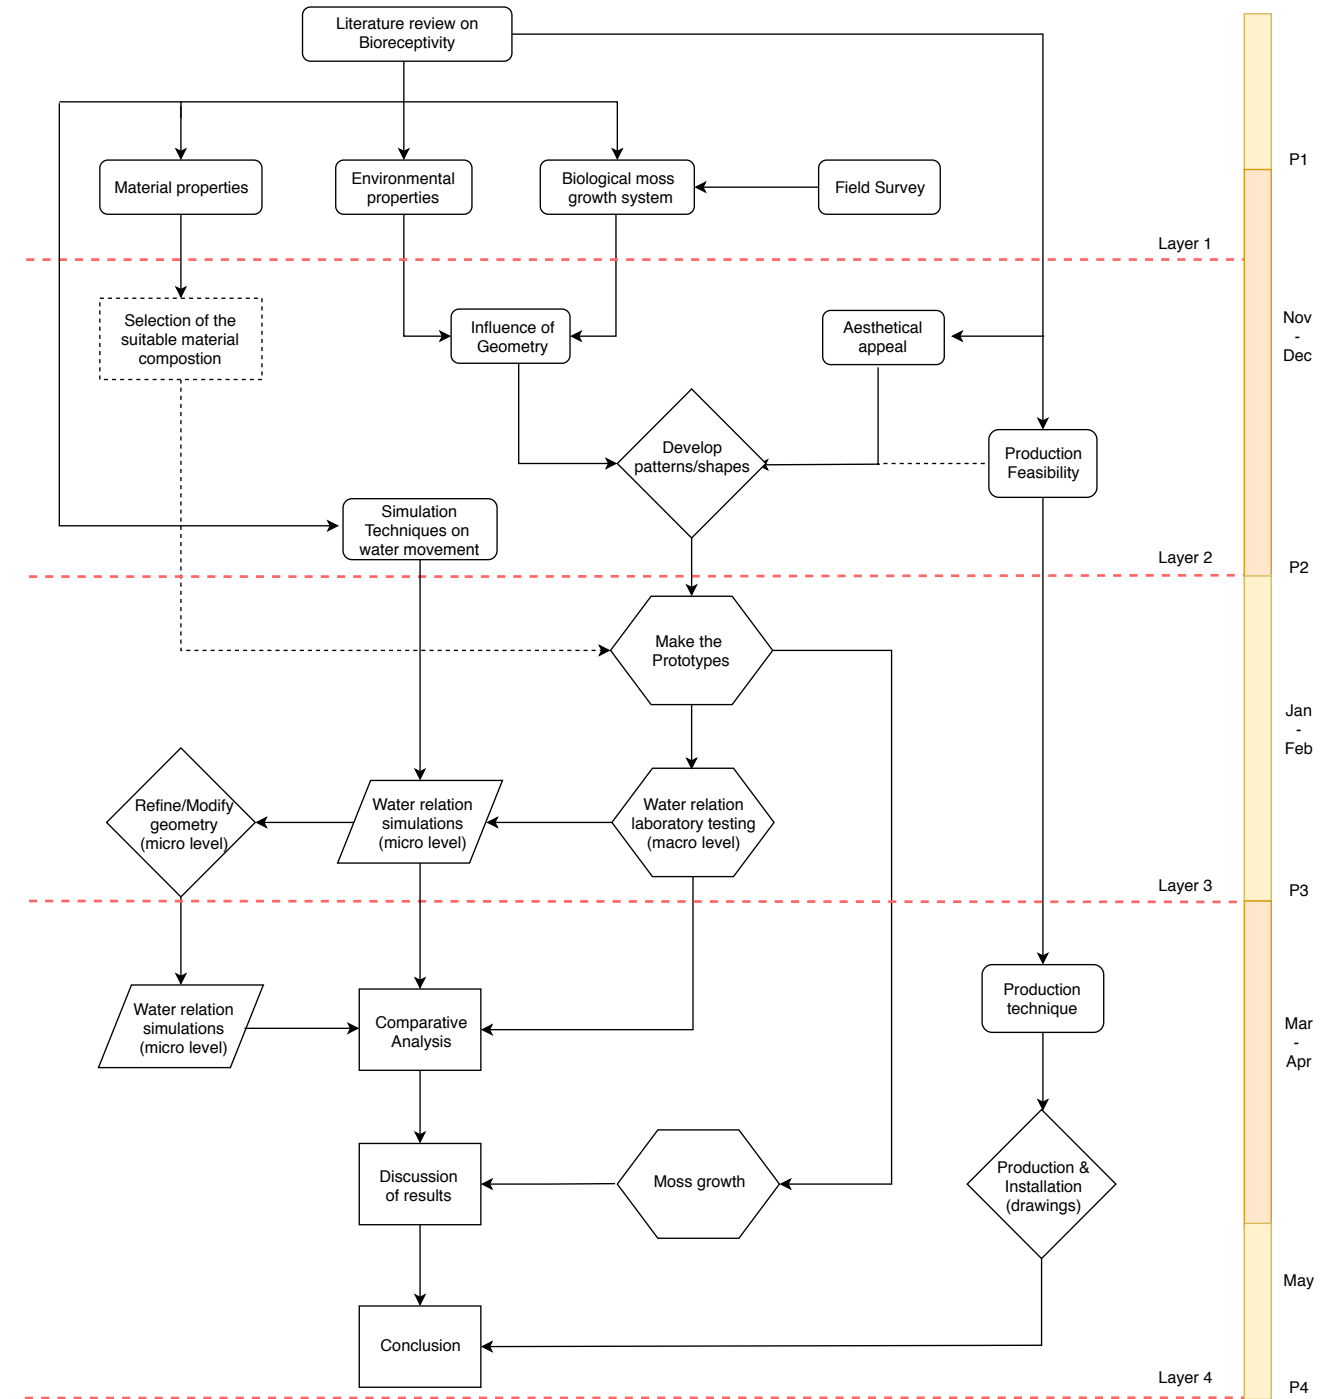 Literature review on
Bioreceptivity
P1
Material properties
Environmental
properties
Biological moss
growth system
Field Survey
Layer 1
Selection of the
suitable material
compostion
Influence of
Geometry
Aesthetical
appeal
Nov
-
Dec
Develop
patterns/shapes
Production
Feasibility
Simulation
Techniques on
water movement
Layer 2
P2
Make the
Prototypes
Jan
-
Feb
Refine/Modify
geometry
(micro level)
Water relation
simulations
(micro level)
Water relation
laboratory testing
(macro level)
Layer 3
P3
Water relation
simulations
(micro level)
Comparative
Analysis
Production
technique
Mar
-
Apr
Discussion
of results
Moss growth
Production &
Installation
(drawings)
May
Conclusion
Layer 4
P4